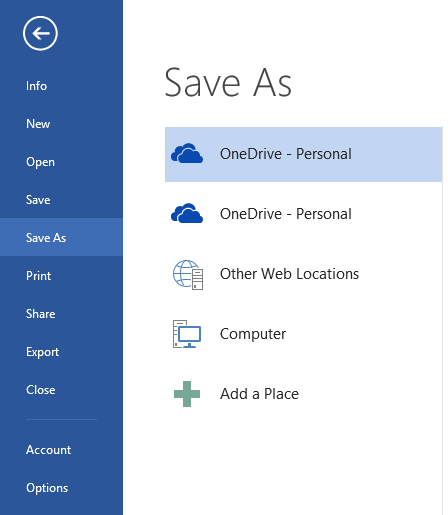 Info
New
Open
Save
Save As
Print
Share
Export
Close
Account
Options
Save As
OneDrive - Personal
OneDrive - Personal
Other Web Locations
Computer
Add a Place